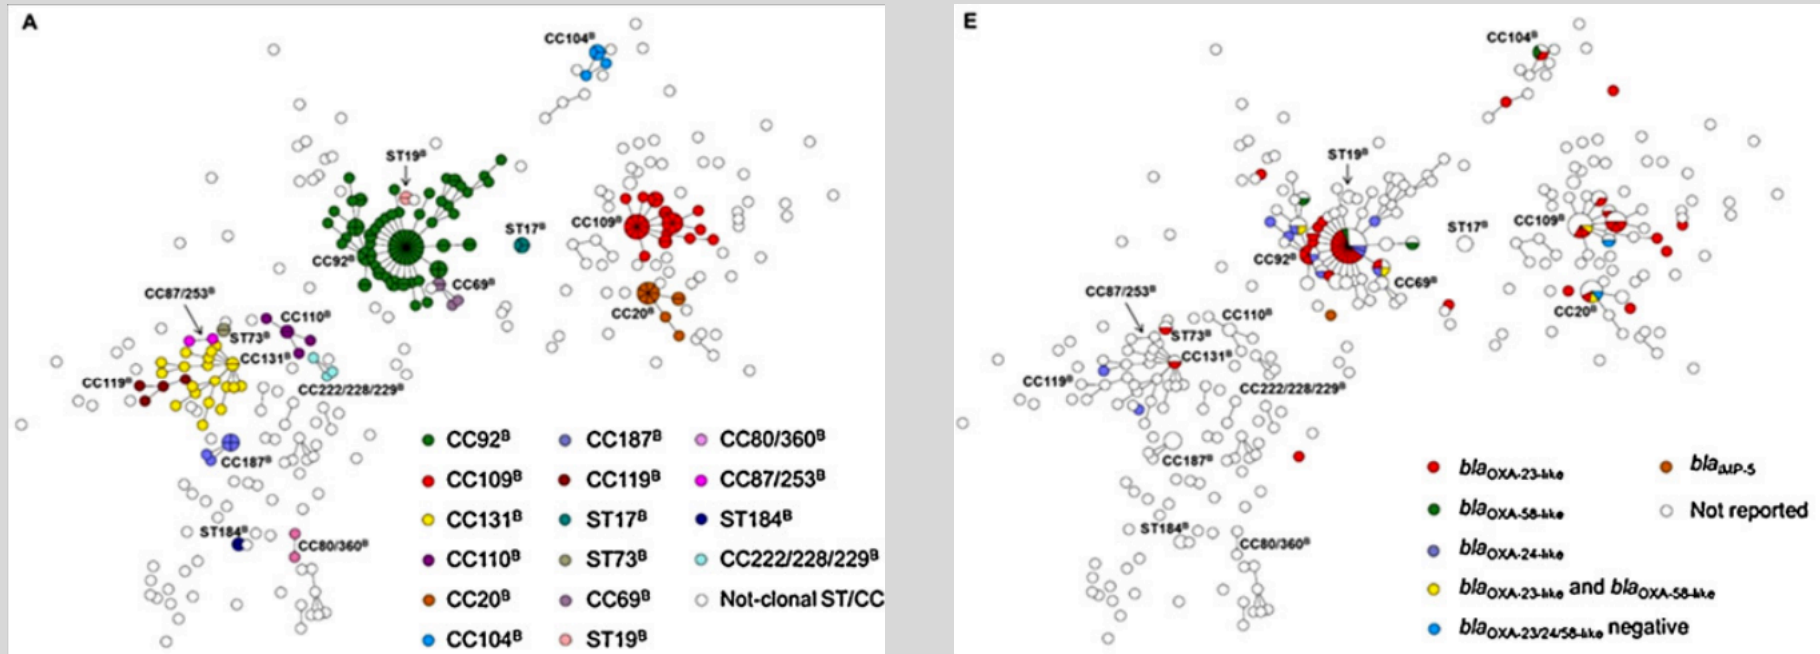 A
CC104ᴮ
ST19ᴮ
ST17ᴮ
CC109ᴮ
CC92ᴮ
CC69ᴮ
CC87/253ᴮ
CC20ᴮ
CC110ᴮ
ST73ᴮ
CC131ᴮ
CC119ᴮ
CC222/228/229ᴮ
CC187ᴮ
ST184ᴮ
CC80/360ᴮ
CC92ᴮ
CC109ᴮ
CC131ᴮ
CC110ᴮ
CC20ᴮ
CC104ᴮ
CC187ᴮ
CC119ᴮ
ST17ᴮ
ST73ᴮ
CC69ᴮ
ST19ᴮ
CC80/360ᴮ
CC87/253ᴮ
ST184ᴮ
CC222/228/229ᴮ
Not-clonal ST/CC
E
CC104ᴮ
ST19ᴮ
ST17ᴮ
CC109ᴮ
CC92ᴮ
CC69ᴮ
CC87/253ᴮ
CC20ᴮ
CC110ᴮ
ST73ᴮ
CC131ᴮ
CC119ᴮ
CC222/228/229ᴮ
CC187ᴮ
ST184ᴮ
CC80/360ᴮ
blaOXA-23-like
blaOXA-58-like
blaOXA-24-like
blaOXA-23-like and blaOXA-58-like
blaOXA-23/24/58-like negative
blaIMP-5
Not reported